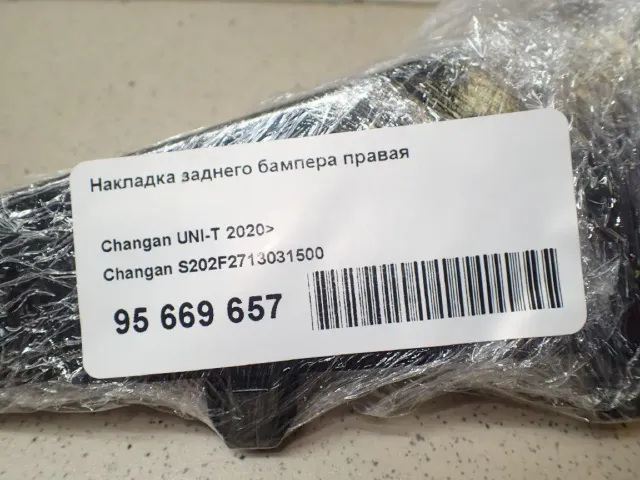 Накладка заднего бампера правая
Changan UNI-T 2020>
Changan S202F2713031500
95 669 657